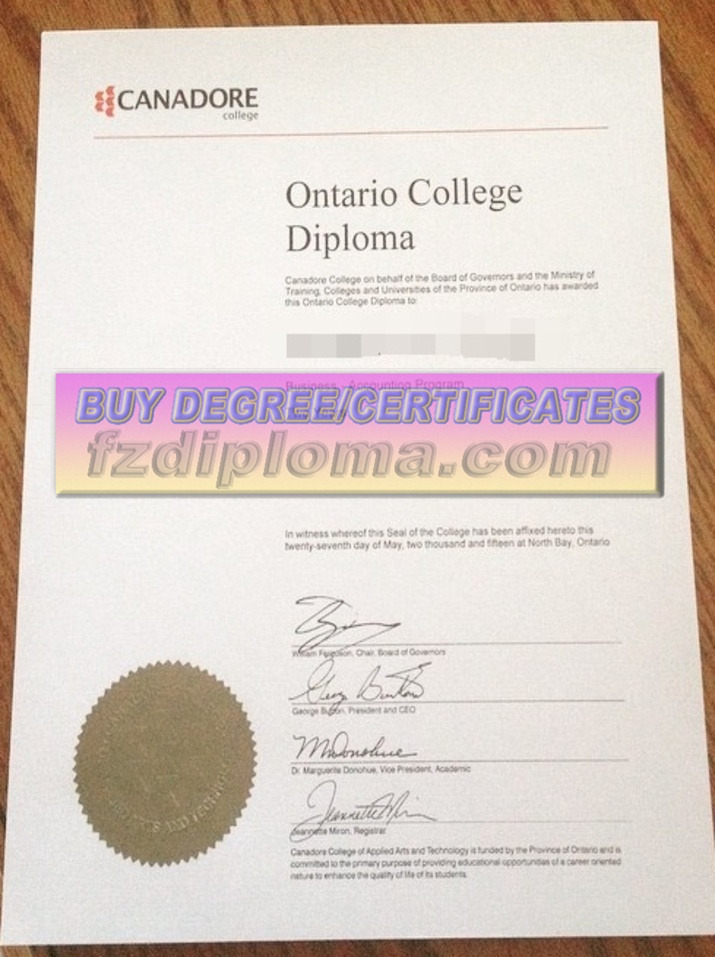 CANADORE
college
Ontario College
Diploma
Canadore College on behalf of the Board of Governors and the Ministry of
Training, Colleges and Universities of the Province of Ontario has awarded
this Ontario College Diploma to:
Business - Accounting Program
BUY DEGREE/CERTIFICATES
fzdiploma.com
In witness whereof this Seal of the College has been affixed hereto this
twenty-seventh day of May, two thousand and fifteen at North Bay, Ontario
William Ferguson, Chair, Board of Governors
George Burton, President and CEO
Dr. Marguerite Donohue, Vice President, Academic
Jeannette Miron, Registrar
Canadore College of Applied Arts and Technology is funded by the Province of Ontario and is
committed to the primary purpose of providing educational opportunities of a career oriented
nature to enhance the quality of life of its students.